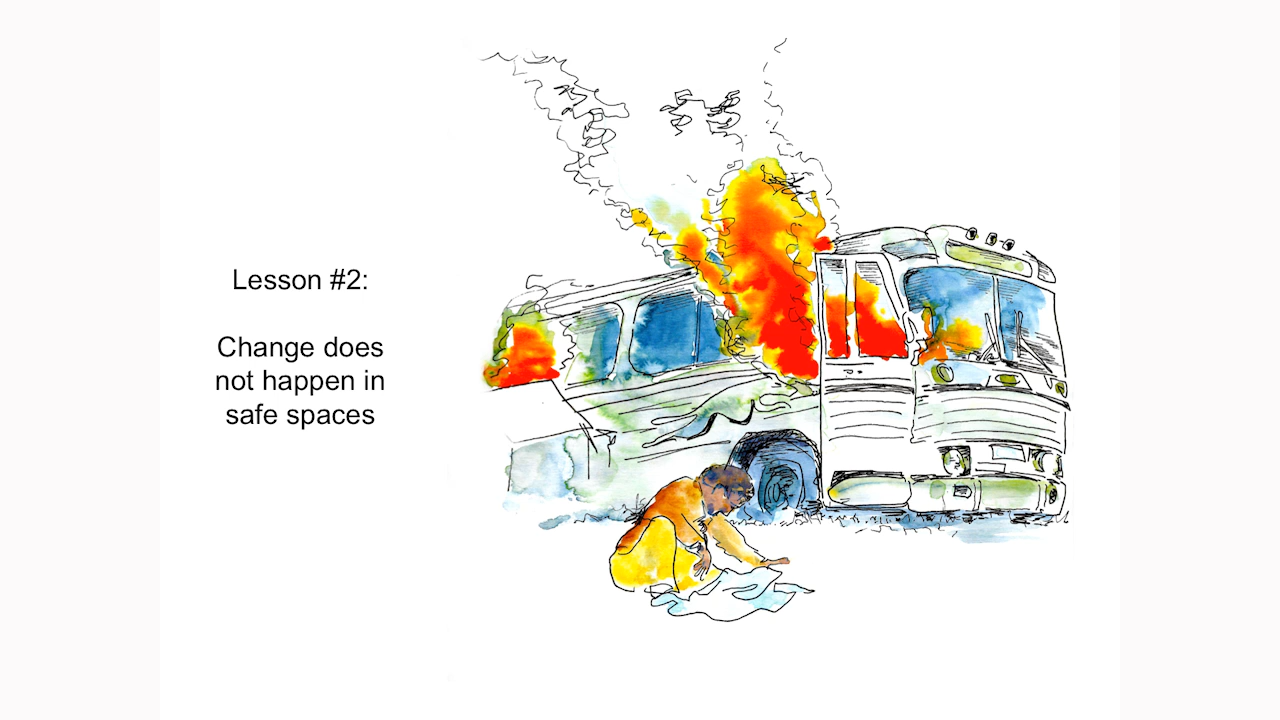 Lesson #2:
Change does
not happen in
safe spaces